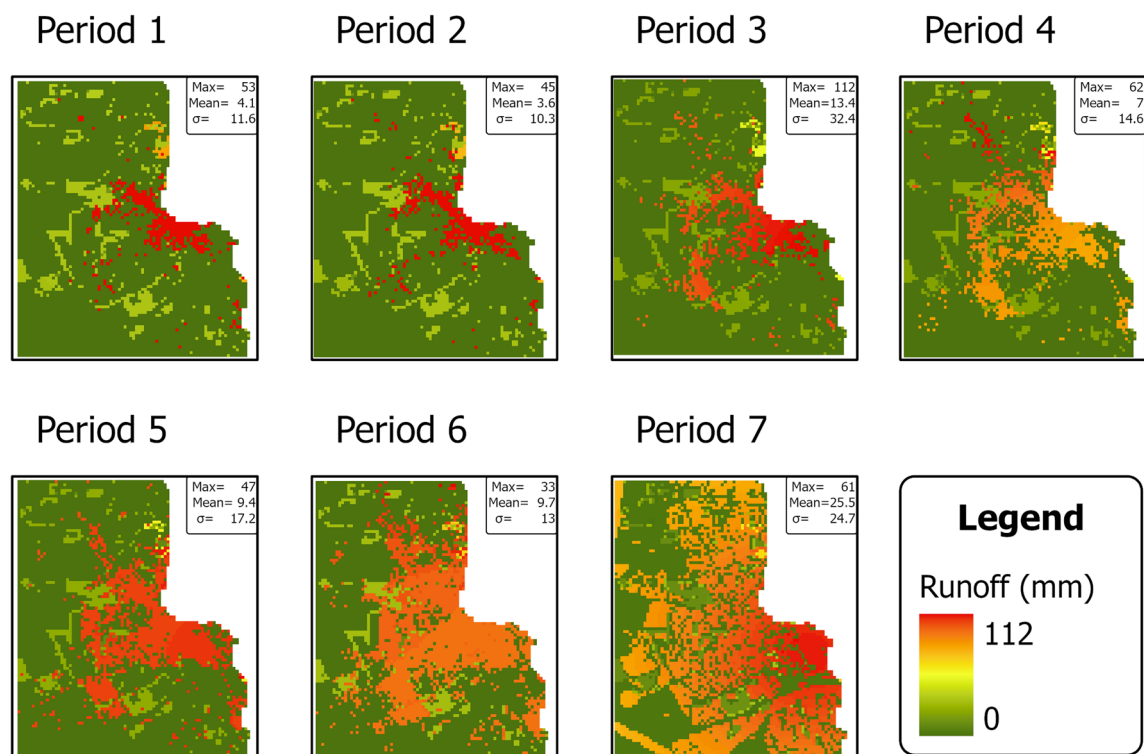 Period 1
Max= 53
Mean= 4.1
σ= 11.6
Period 2
Max= 45
Mean= 3.6
σ= 10.3
Period 3
Max= 112
Mean=13.4
σ= 32.4
Period 4
Max= 62
Mean= 7
σ= 14.6
Period 5
Max= 47
Mean= 9.4
σ= 17.2
Period 6
Max= 33
Mean= 9.7
σ= 13
Period 7
Max= 61
Mean=25.5
σ= 24.7
Legend
Runoff (mm)
112
0